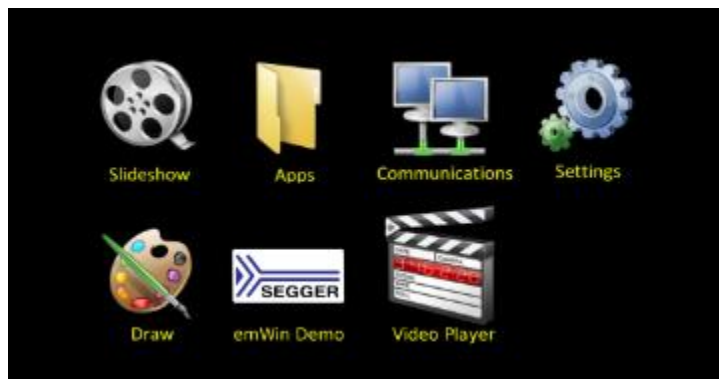 Slideshow
Apps
Communications
Settings
SEGGER
Draw
emWin Demo
Video Player